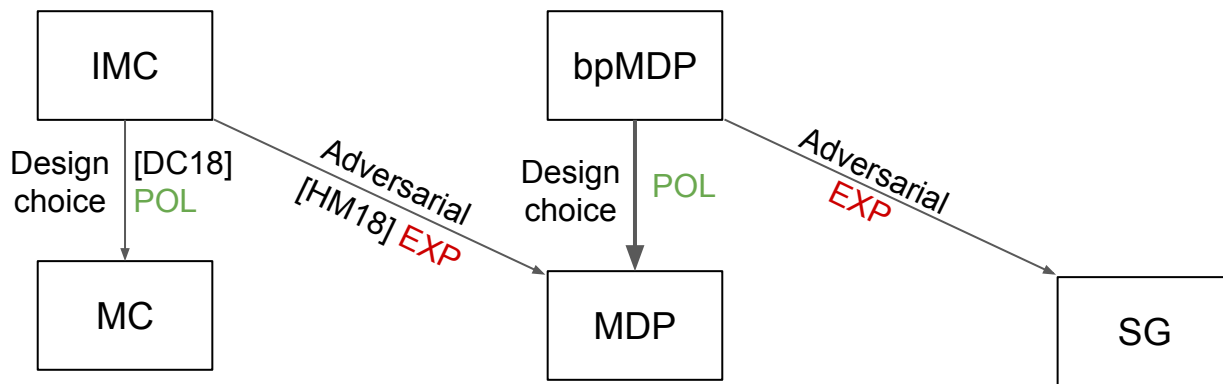 IMC
bpMDP
Design
choice
[DC18]
POL
Adversarial
[HM18] EXP
Design
choice
POL
Adversarial
EXP
MC
MDP
SG